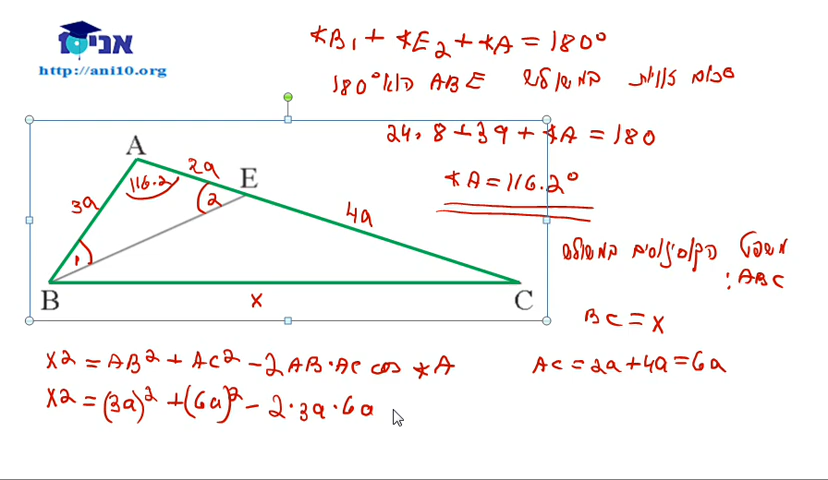 אניסו
http://ani10.org
∢B₁ + ∢E₂ + ∢A = 180°
סכום זוויות במשולש ABE הוא 180°
24.8 + 39 + ∢A = 180
∢A = 116.2°
משפט הקוסינוסים במשולש
ABC:
BC = x
AC = 2a + 4a = 6a
A
116.2
2a
E
2
3a
4a
1
B
x
C
x2 = AB² + AC² - 2AB·AC cos ∢A
x2 = (3a)² + (6a)² - 2·3a·6a